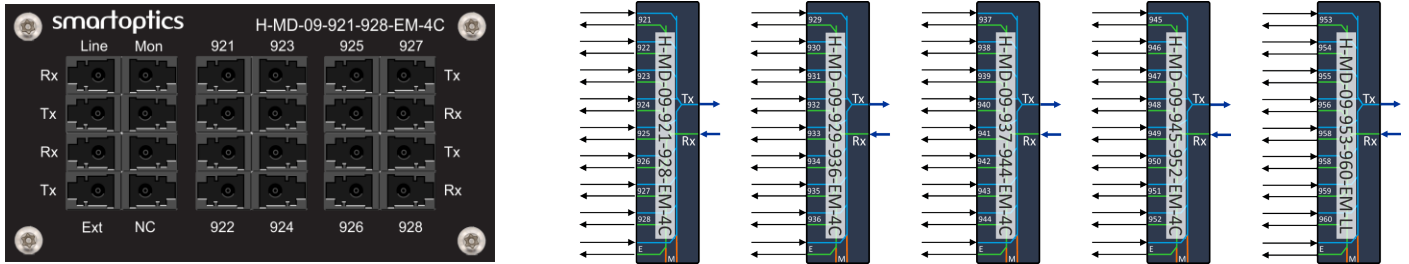 smartoptics H-MD-09-921-928-EM-4C
Line Mon 921 923 925 927
Rx Tx
Tx Rx
Rx Tx
Tx Rx
Ext NC 922 924 926 928
921
922
923
924
925
926
927
928
E
M
H-MD-09-921-928-EM-4C
Tx
Rx
929
930
931
932
933
934
935
936
E
M
H-MD-09-929-936-EM-4C
Tx
Rx
937
938
939
940
941
942
943
944
E
M
H-MD-09-937-944-EM-4C
Tx
Rx
945
946
947
948
949
950
951
952
E
M
H-MD-09-945-952-EM-4C
Tx
Rx
953
954
955
956
958
958
959
960
E
M
H-MD-09-953-960-EM-4L
Tx
Rx